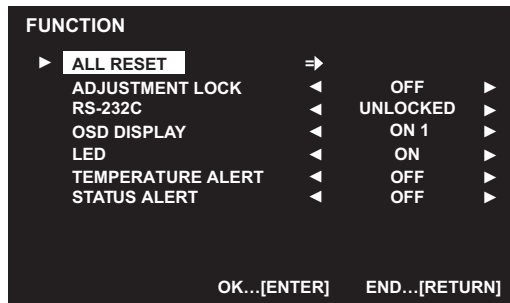 FUNCTION
ALL RESET
ADJUSTMENT LOCK OFF
RS-232C UNLOCKED
OSD DISPLAY ON 1
LED ON
TEMPERATURE ALERT OFF
STATUS ALERT OFF
OK...[ENTER] END...[RETURN]